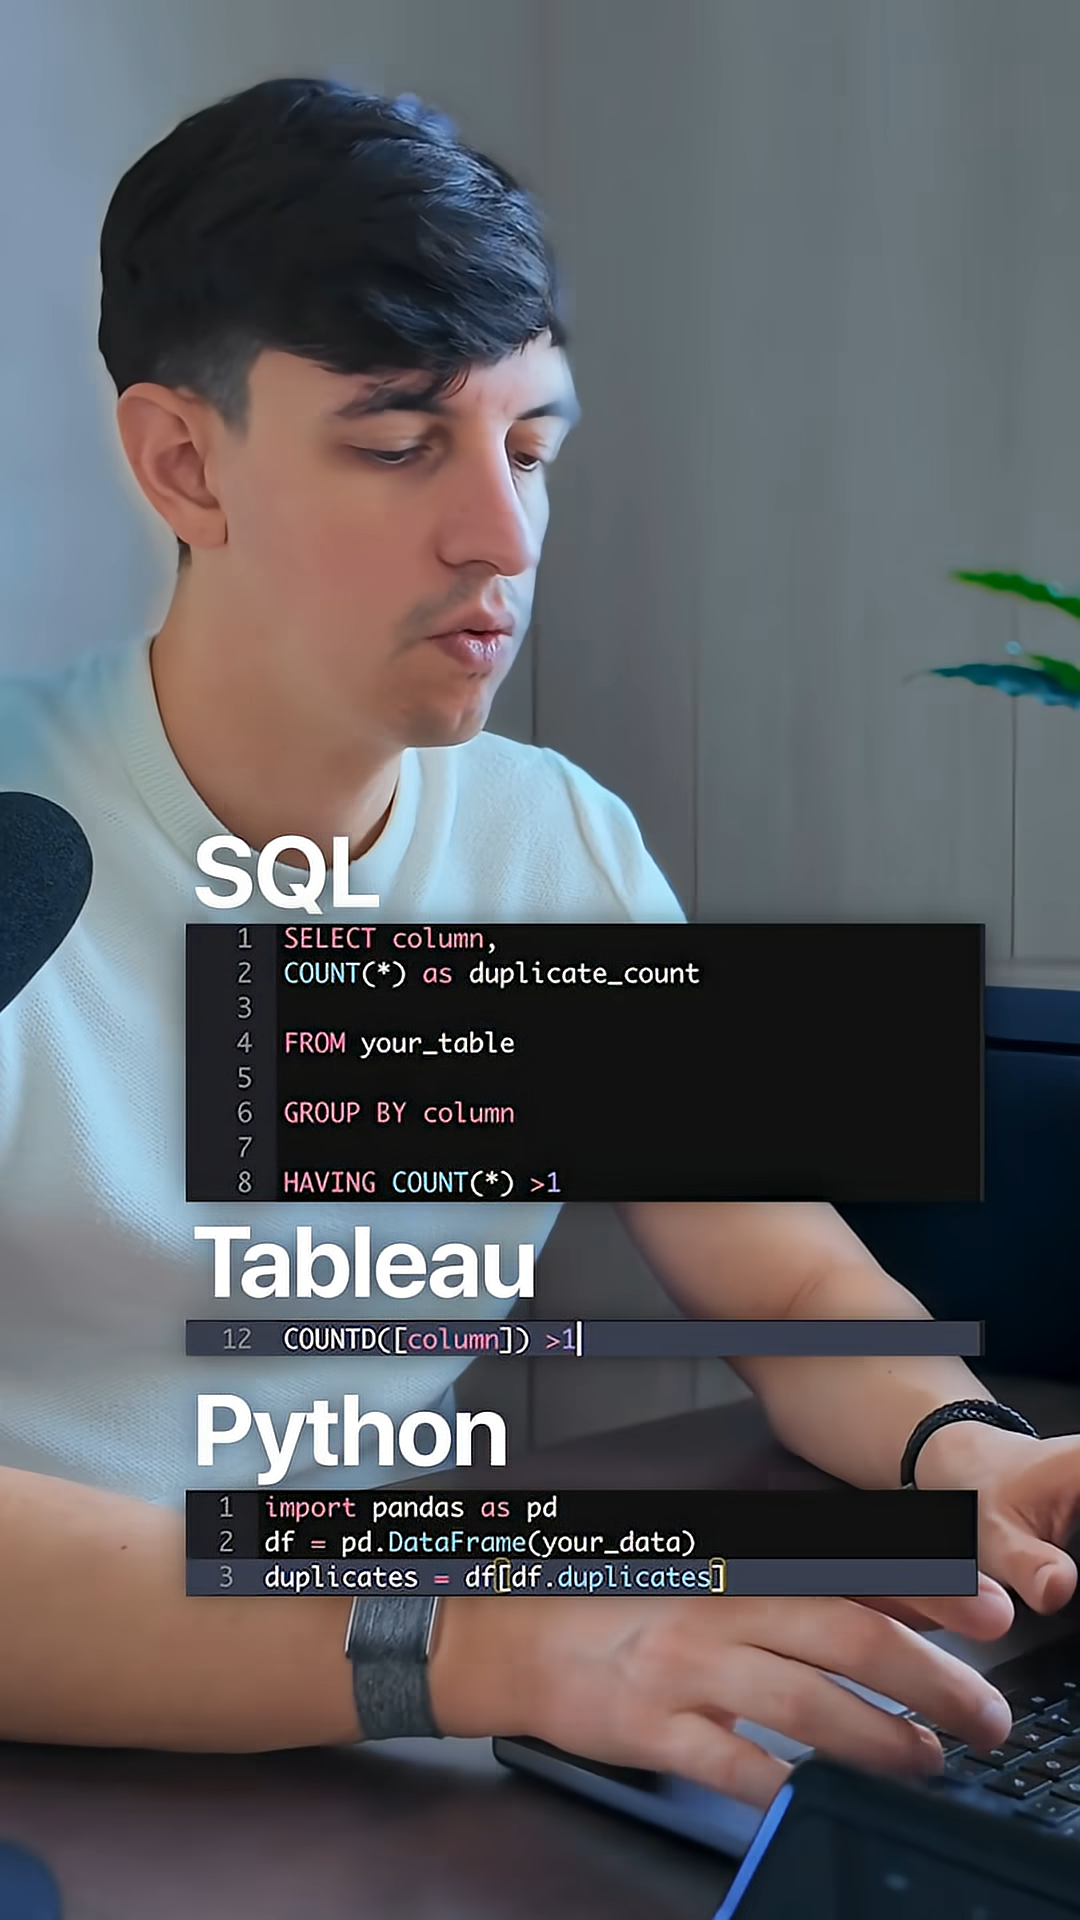 SQL
1 SELECT column,
2 COUNT(*) as duplicate_count
3
4 FROM your_table
5
6 GROUP BY column
7
8 HAVING COUNT(*) >1
Tableau
12 COUNTD([column]) >1
Python
1 import pandas as pd
2 df = pd.DataFrame(your_data)
3 duplicates = df[df.duplicates]